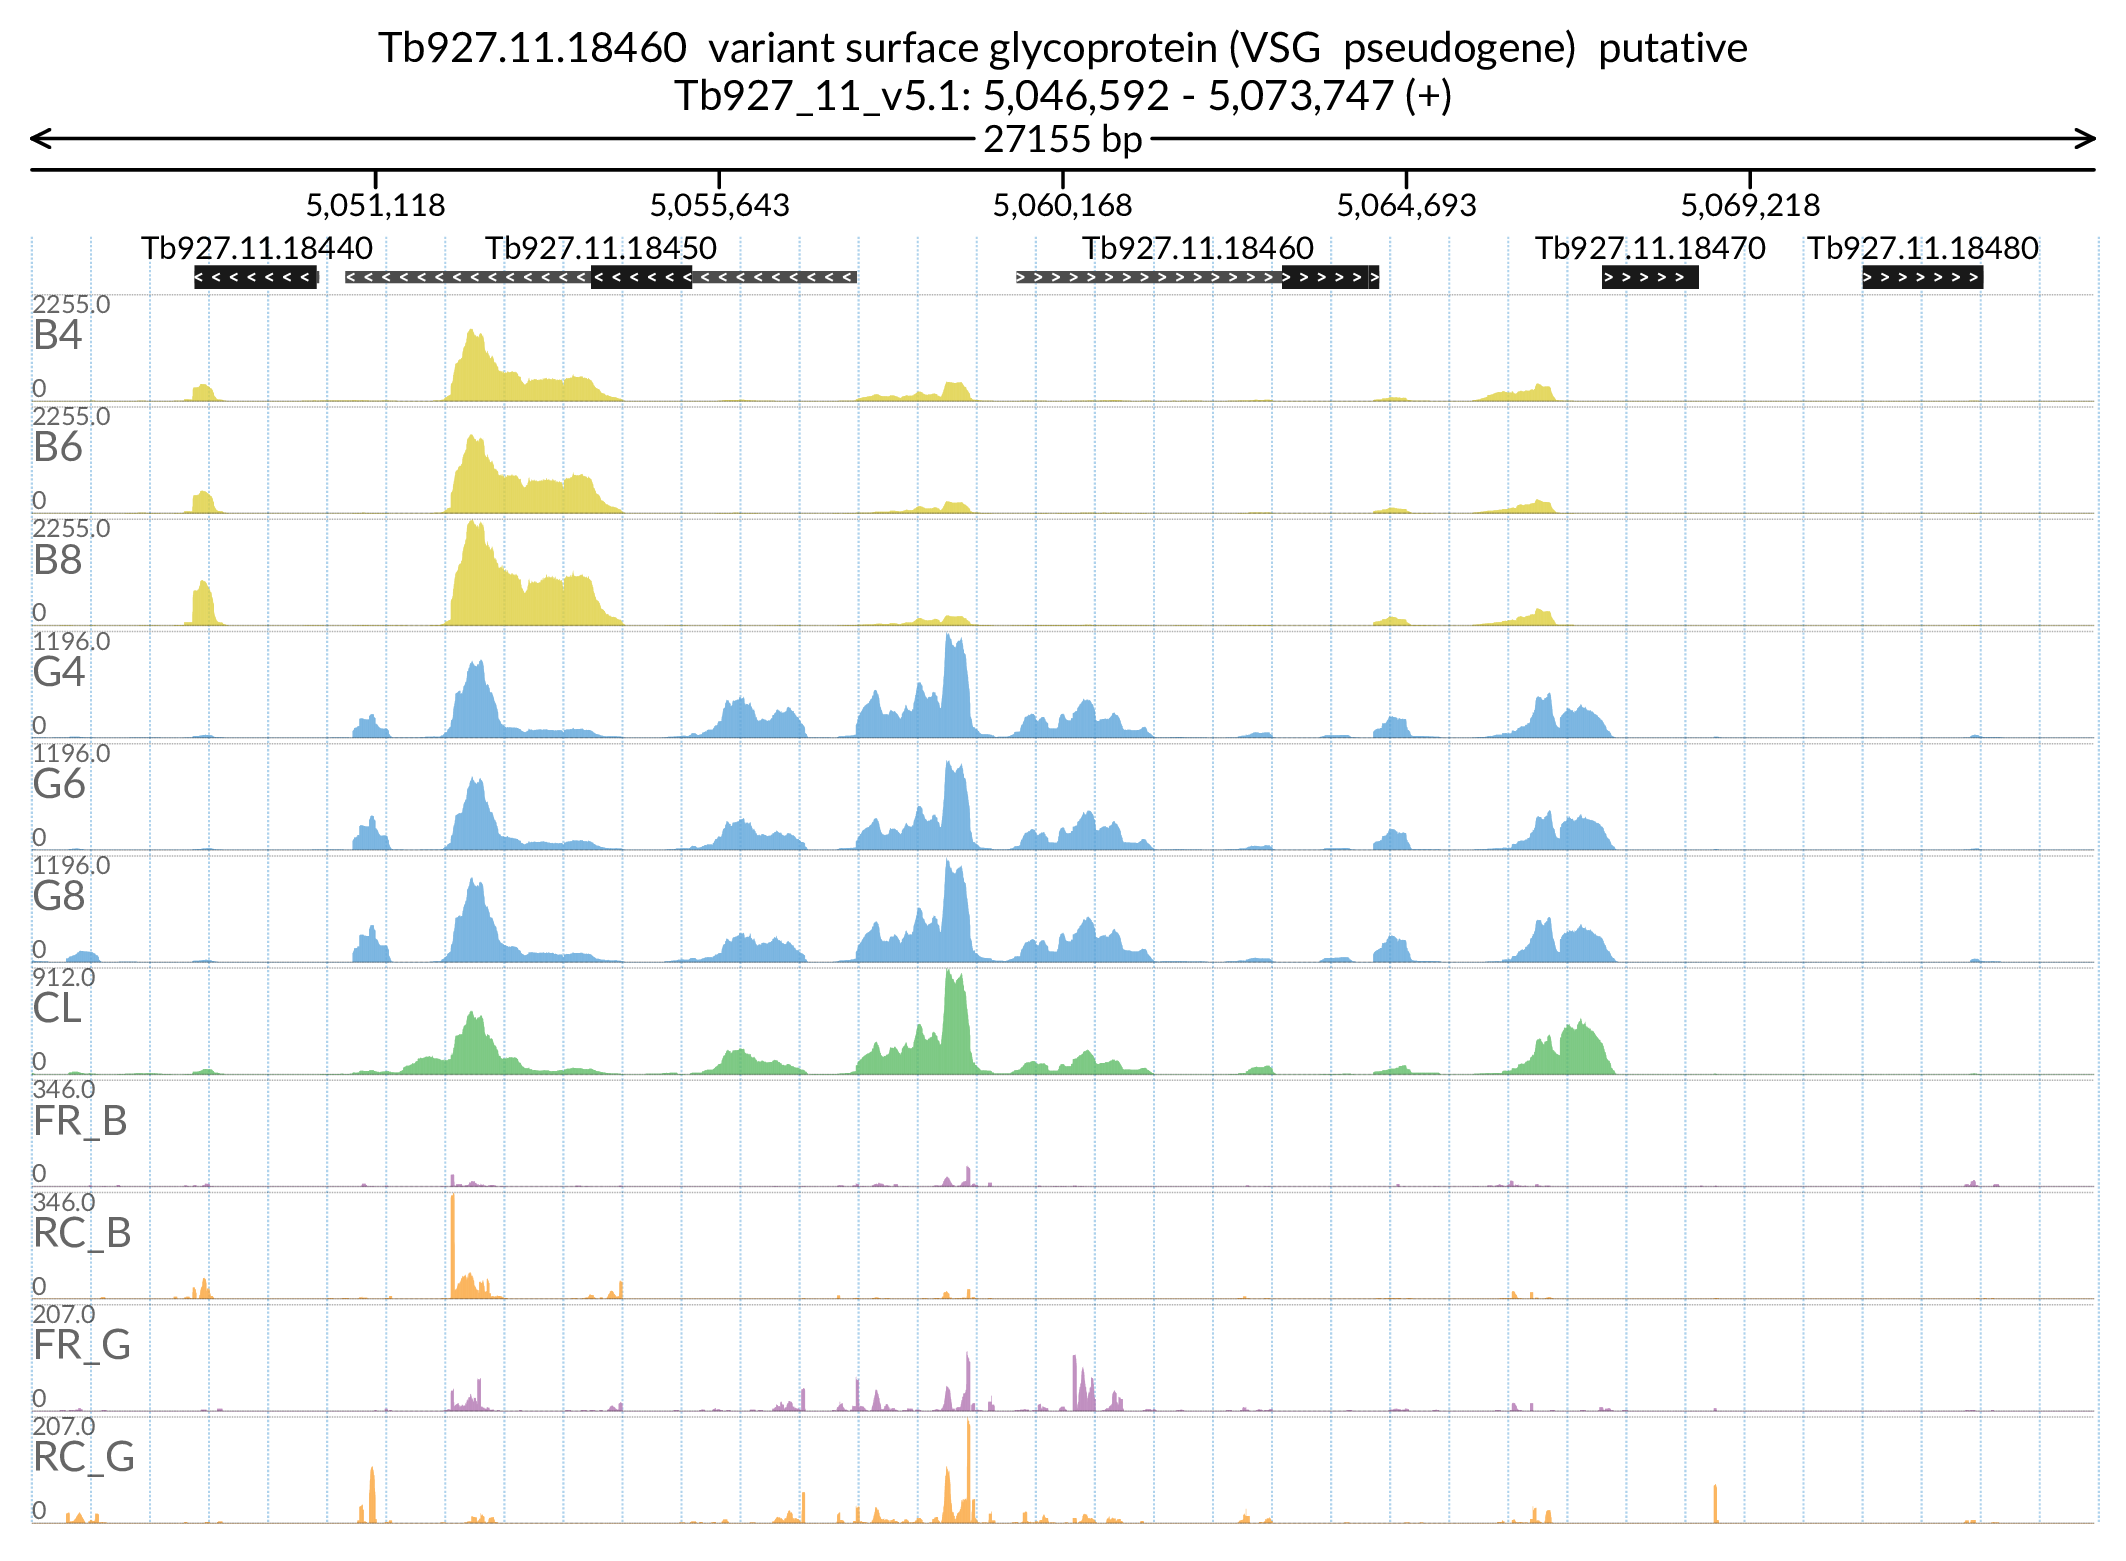 Tb927.11.18460  variant surface glycoprotein (VSG  pseudogene)  putative
Tb927_11_v5.1: 5,046,592 - 5,073,747 (+)
27155 bp
5,051,118 5,055,643 5,060,168 5,064,693 5,069,218
Tb927.11.18440 Tb927.11.18450 Tb927.11.18460 Tb927.11.18470 Tb927.11.18480
2255.0
B4
0
2255.0
B6
0
2255.0
B8
0
1196.0
G4
0
1196.0
G6
0
1196.0
G8
0
912.0
CL
0
346.0
FR_B
0
346.0
RC_B
0
207.0
FR_G
0
207.0
RC_G
0